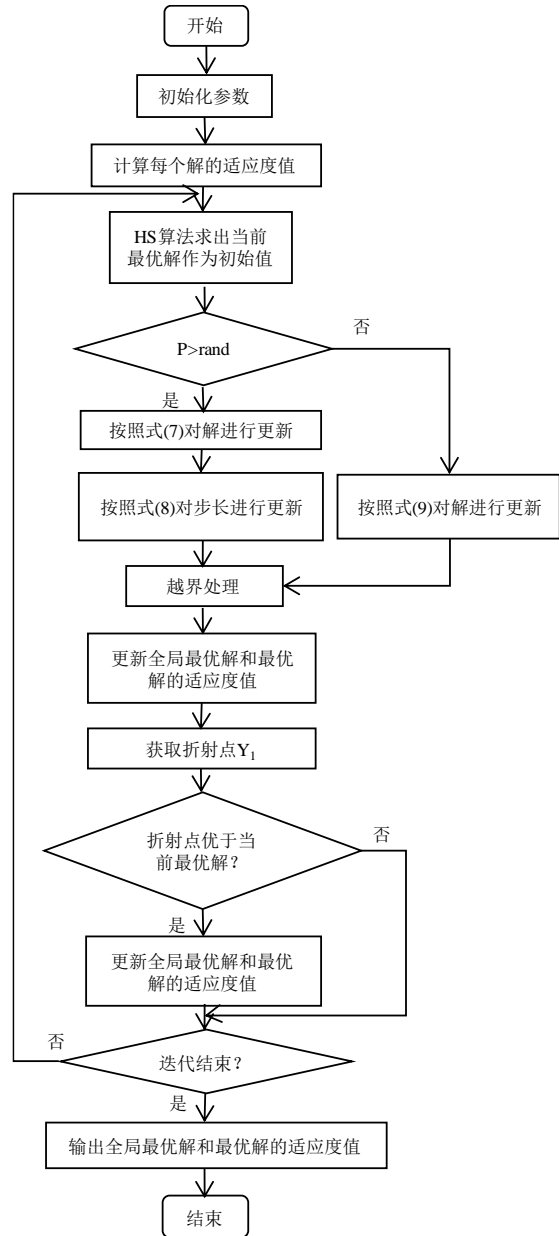 开始
初始化参数
计算每个解的适应度值
HS算法求出当前
最优解作为初始值
P>rand
否
是
按照式(7)对解进行更新
按照式(8)对步长进行更新
按照式(9)对解进行更新
越界处理
更新全局最优解和最优
解的适应度值
获取折射点Y₁
折射点优于当
前最优解?
否
是
更新全局最优解和最优
解的适应度值
否
迭代结束?
是
输出全局最优解和最优解的适应度值
结束